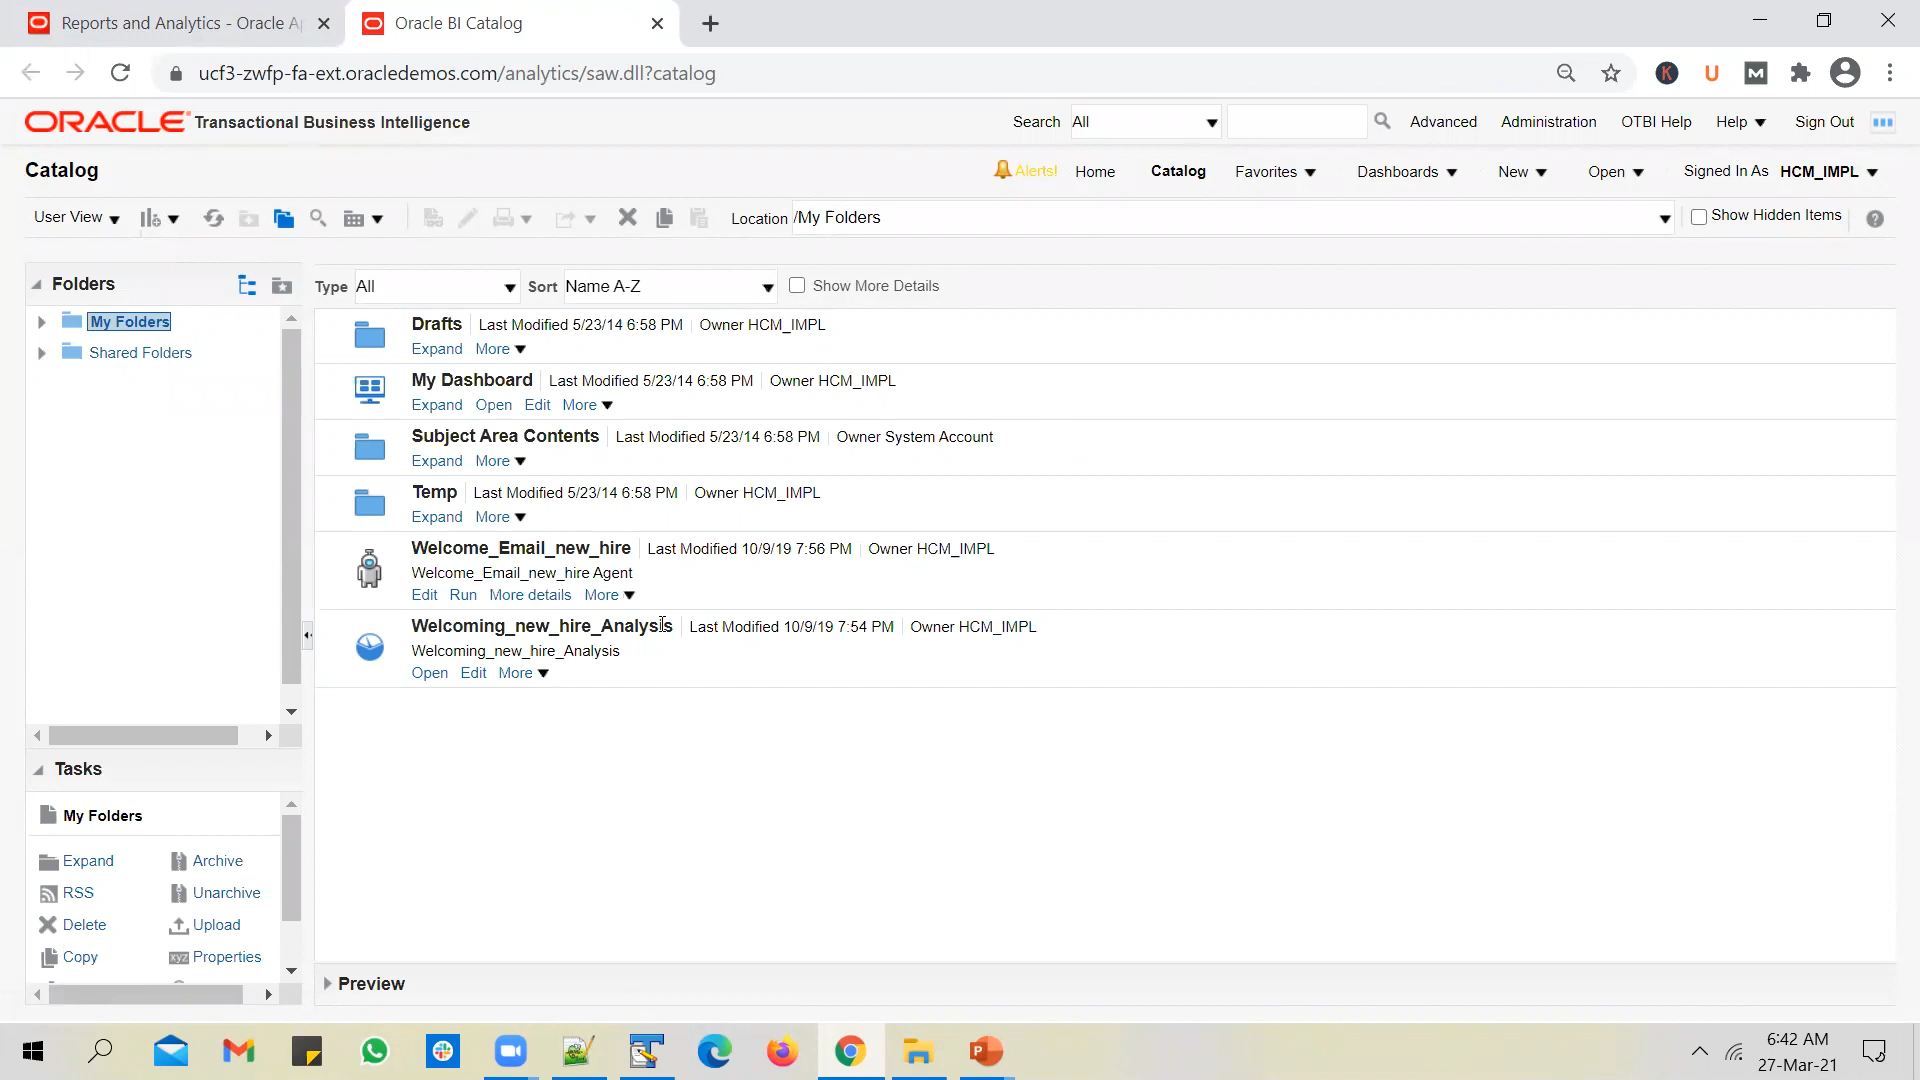 Reports and Analytics - Oracle A
Oracle BI Catalog
ucf3-zwfp-fa-ext.oracledemos.com/analytics/saw.dll?catalog
ORACLE Transactional Business Intelligence
Search All Advanced Administration OTBI Help Help Sign Out
Catalog
Alerts! Home Catalog Favorites Dashboards New Open Signed In As HCM_IMPL
User View Location /My Folders Show Hidden Items
Folders
My Folders
Shared Folders
Type All Sort Name A-Z Show More Details
Drafts Last Modified 5/23/14 6:58 PM Owner HCM_IMPL
Expand More
My Dashboard Last Modified 5/23/14 6:58 PM Owner HCM_IMPL
Expand Open Edit More
Subject Area Contents Last Modified 5/23/14 6:58 PM Owner System Account
Expand More
Temp Last Modified 5/23/14 6:58 PM Owner HCM_IMPL
Expand More
Welcome_Email_new_hire Last Modified 10/9/19 7:56 PM Owner HCM_IMPL
Welcome_Email_new_hire Agent
Edit Run More details More
Welcoming_new_hire_Analysis Last Modified 10/9/19 7:54 PM Owner HCM_IMPL
Welcoming_new_hire_Analysis
Open Edit More
Tasks
My Folders
Expand Archive
RSS Unarchive
Delete Upload
Copy xyz Properties
Preview
6:42 AM
27-Mar-21